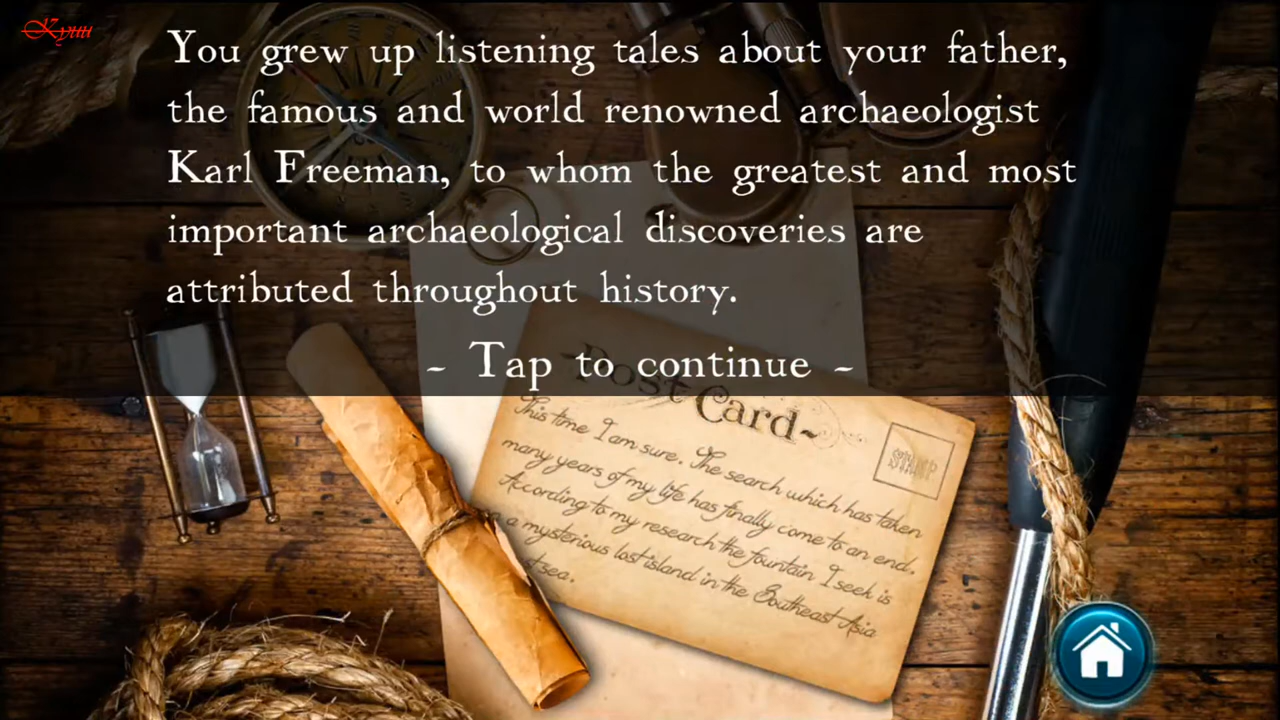 Куш
You grew up listening tales about your father,
the famous and world renowned archaeologist
Karl Freeman, to whom the greatest and most
important archaeological discoveries are
attributed throughout history.
- Tap to continue -
Post Card~
STAMP
This time I am sure. The search which has taken
many years of my life has finally come to an end.
According to my research the fountain I seek is
a mysterious lost island in the Southeast Asia
sea.